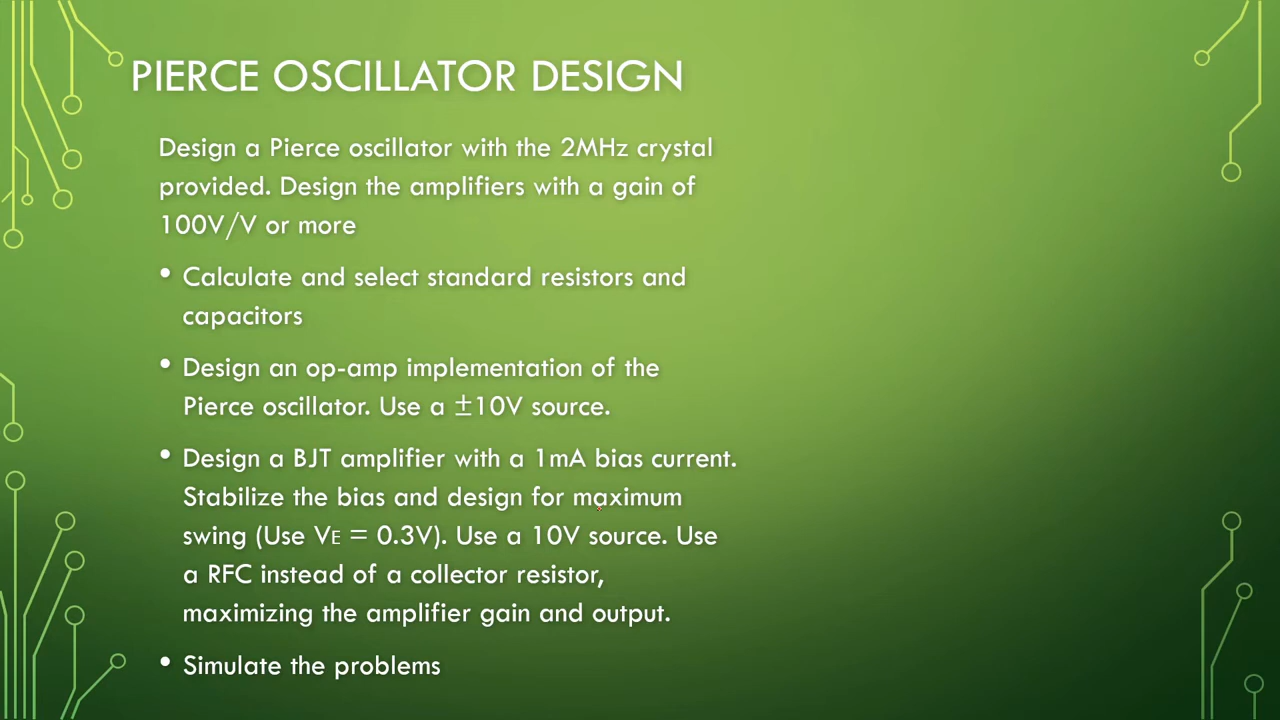 PIERCE OSCILLATOR DESIGN
Design a Pierce oscillator with the 2MHz crystal
provided. Design the amplifiers with a gain of
100V/V or more
• Calculate and select standard resistors and
capacitors
• Design an op-amp implementation of the
Pierce oscillator. Use a ±10V source.
• Design a BJT amplifier with a 1mA bias current.
Stabilize the bias and design for maximum
swing (Use VE = 0.3V). Use a 10V source. Use
a RFC instead of a collector resistor,
maximizing the amplifier gain and output.
• Simulate the problems